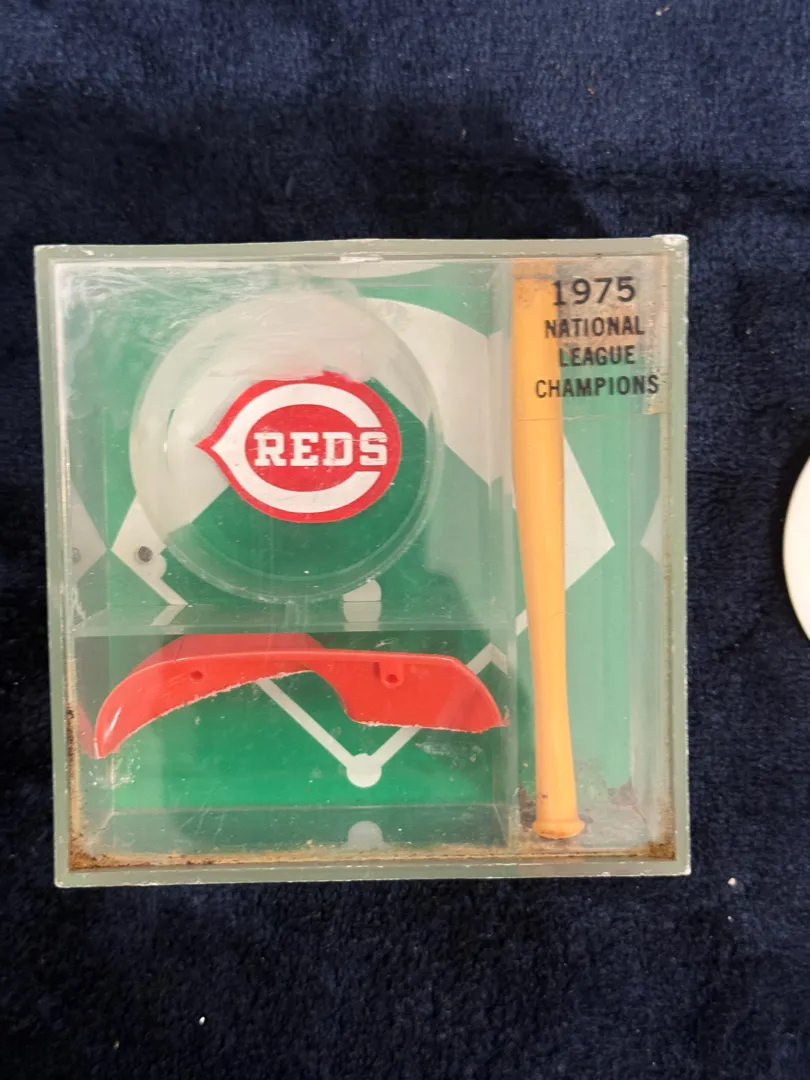 REDS
1975
NATIONAL
LEAGUE
CHAMPIONS